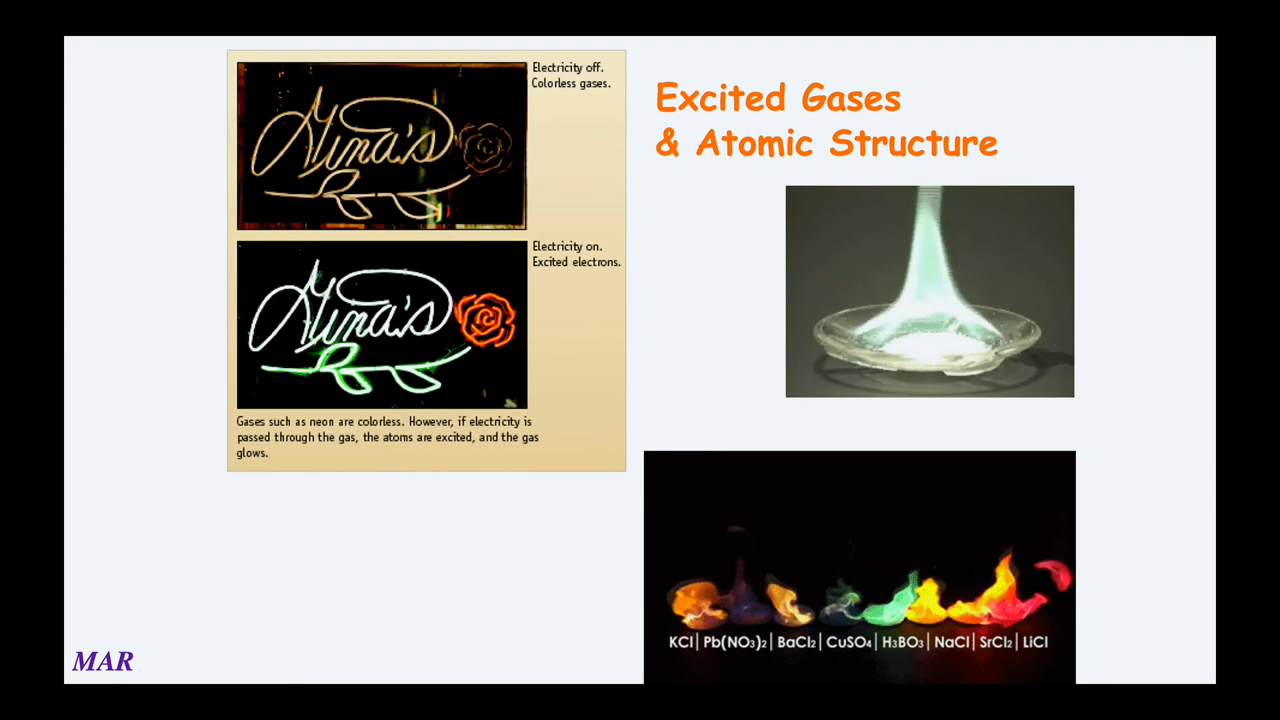 Excited Gases
& Atomic Structure
Electricity off.
Colorless gases.
Gina's
Electricity on.
Excited electrons.
Gina's
Gases such as neon are colorless. However, if electricity is
passed through the gas, the atoms are excited, and the gas
glows.
KCl | Pb(NO₃)₂ | BaCl₂ | CuSO₄ | H₃BO₃ | NaCl | SrCl₂ | LiCl
MAR